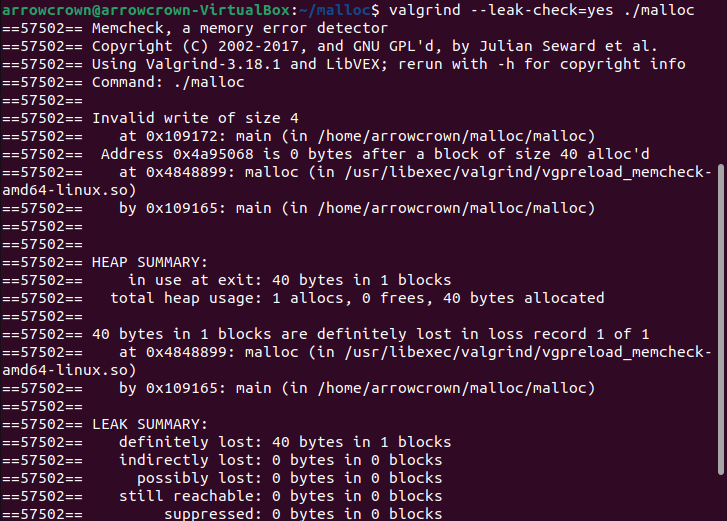 arrowcrown@arrowcrown-VirtualBox:~/malloc$ valgrind --leak-check=yes ./malloc
==57502== Memcheck, a memory error detector
==57502== Copyright (C) 2002-2017, and GNU GPL'd, by Julian Seward et al.
==57502== Using Valgrind-3.18.1 and LibVEX; rerun with -h for copyright info
==57502== Command: ./malloc
==57502==
==57502== Invalid write of size 4
==57502==    at 0x109172: main (in /home/arrowcrown/malloc/malloc)
==57502==  Address 0x4a95068 is 0 bytes after a block of size 40 alloc'd
==57502==    at 0x4848899: malloc (in /usr/libexec/valgrind/vgpreload_memcheck-
amd64-linux.so)
==57502==    by 0x109165: main (in /home/arrowcrown/malloc/malloc)
==57502==
==57502==
==57502== HEAP SUMMARY:
==57502==     in use at exit: 40 bytes in 1 blocks
==57502==   total heap usage: 1 allocs, 0 frees, 40 bytes allocated
==57502==
==57502== 40 bytes in 1 blocks are definitely lost in loss record 1 of 1
==57502==    at 0x4848899: malloc (in /usr/libexec/valgrind/vgpreload_memcheck-
amd64-linux.so)
==57502==    by 0x109165: main (in /home/arrowcrown/malloc/malloc)
==57502==
==57502== LEAK SUMMARY:
==57502==    definitely lost: 40 bytes in 1 blocks
==57502==    indirectly lost: 0 bytes in 0 blocks
==57502==      possibly lost: 0 bytes in 0 blocks
==57502==    still reachable: 0 bytes in 0 blocks
==57502==         suppressed: 0 bytes in 0 blocks